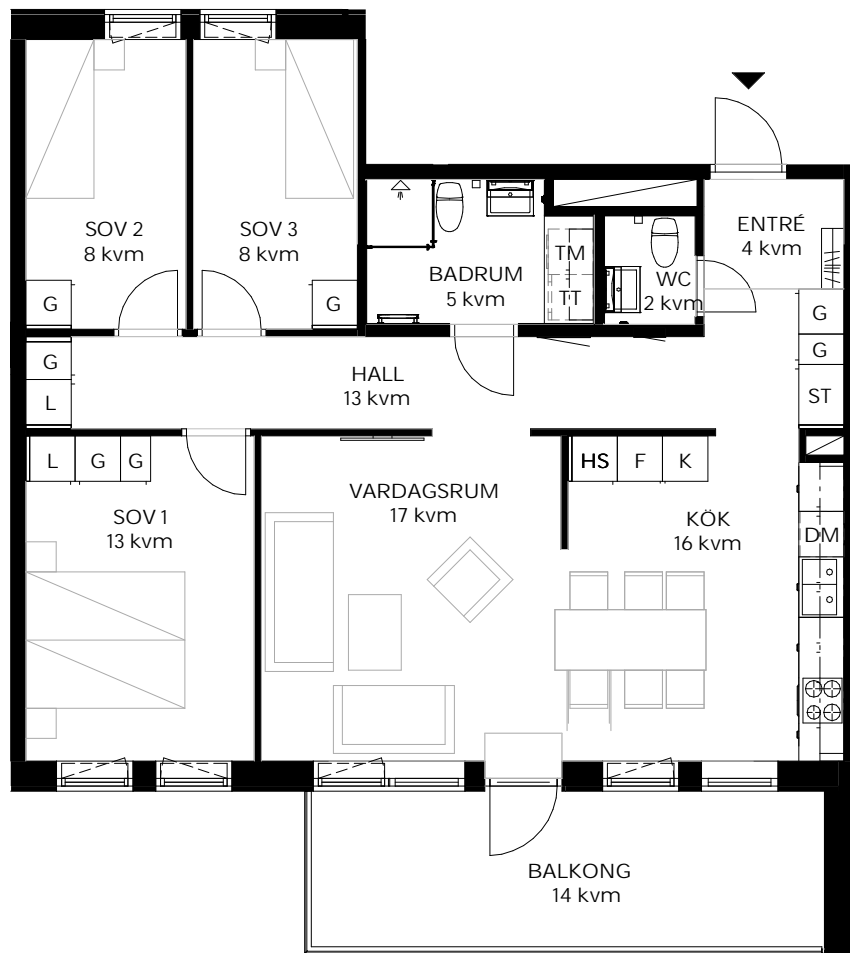 SOV 2
8 kvm
SOV 3
8 kvm
ENTRÉ
4 kvm
BADRUM
5 kvm
TM
TT
WC
2 kvm
G
G
G
G
ST
G
L
HALL
13 kvm
L
G
G
SOV 1
13 kvm
VARDAGSRUM
17 kvm
HS
F
K
KÖK
16 kvm
DM
BALKONG
14 kvm